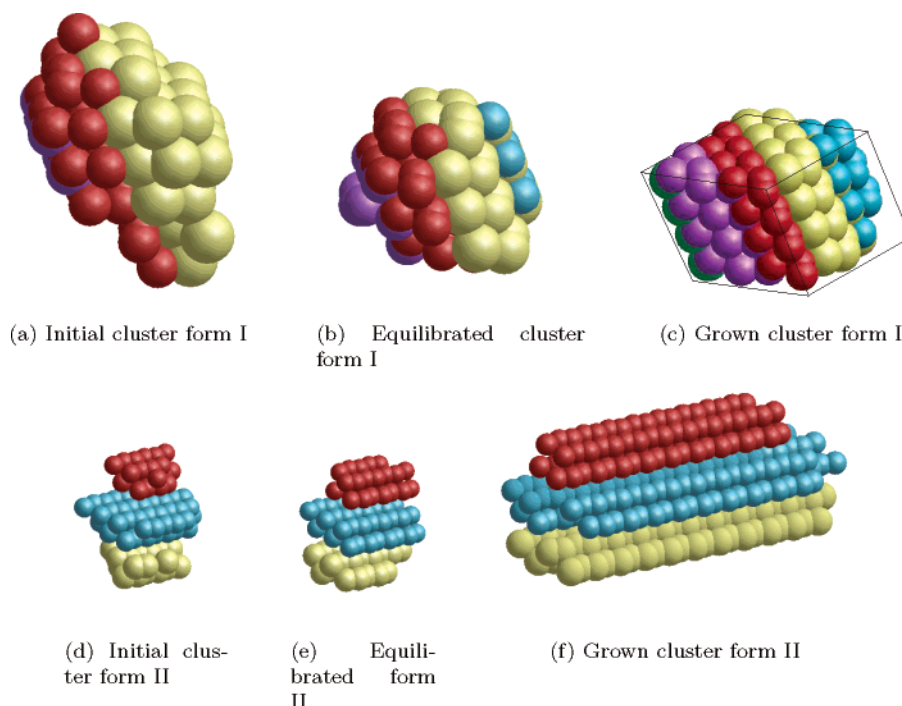 (a) Initial cluster form I
(b) Equilibrated cluster
form I
(c) Grown cluster form I
(d) Initial clus-
ter form II
(e) Equili-
brated form
II
(f) Grown cluster form II